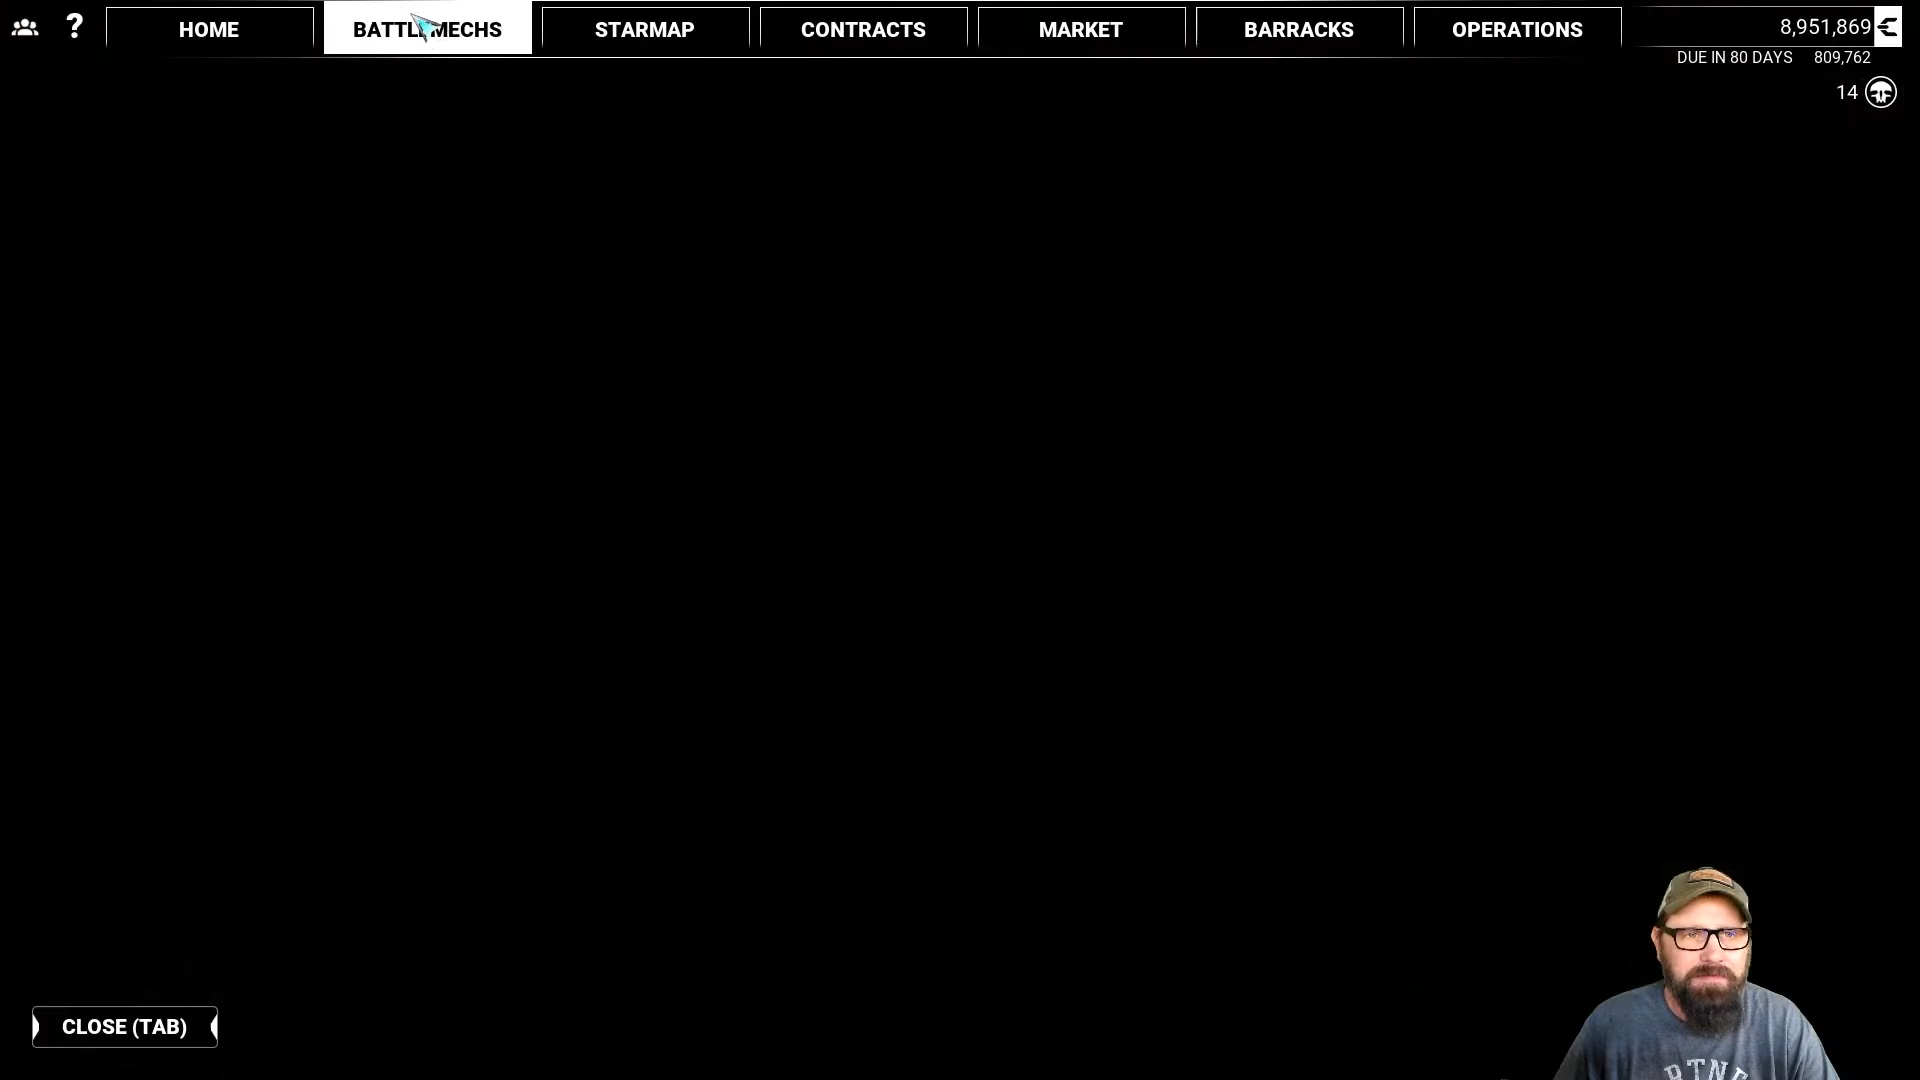 ?
HOME
BATTLEMECHS
STARMAP
CONTRACTS
MARKET
BARRACKS
OPERATIONS
8,951,869
DUE IN 80 DAYS 809,762
14
CLOSE (TAB)